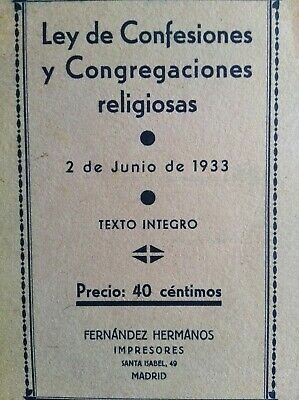 Ley de Confesiones
y Congregaciones
religiosas
2 de Junio de 1933
TEXTO INTEGRO
Precio: 40 céntimos
FERNÁNDEZ HERMANOS
IMPRESORES
SANTA ISABEL, 49
MADRID